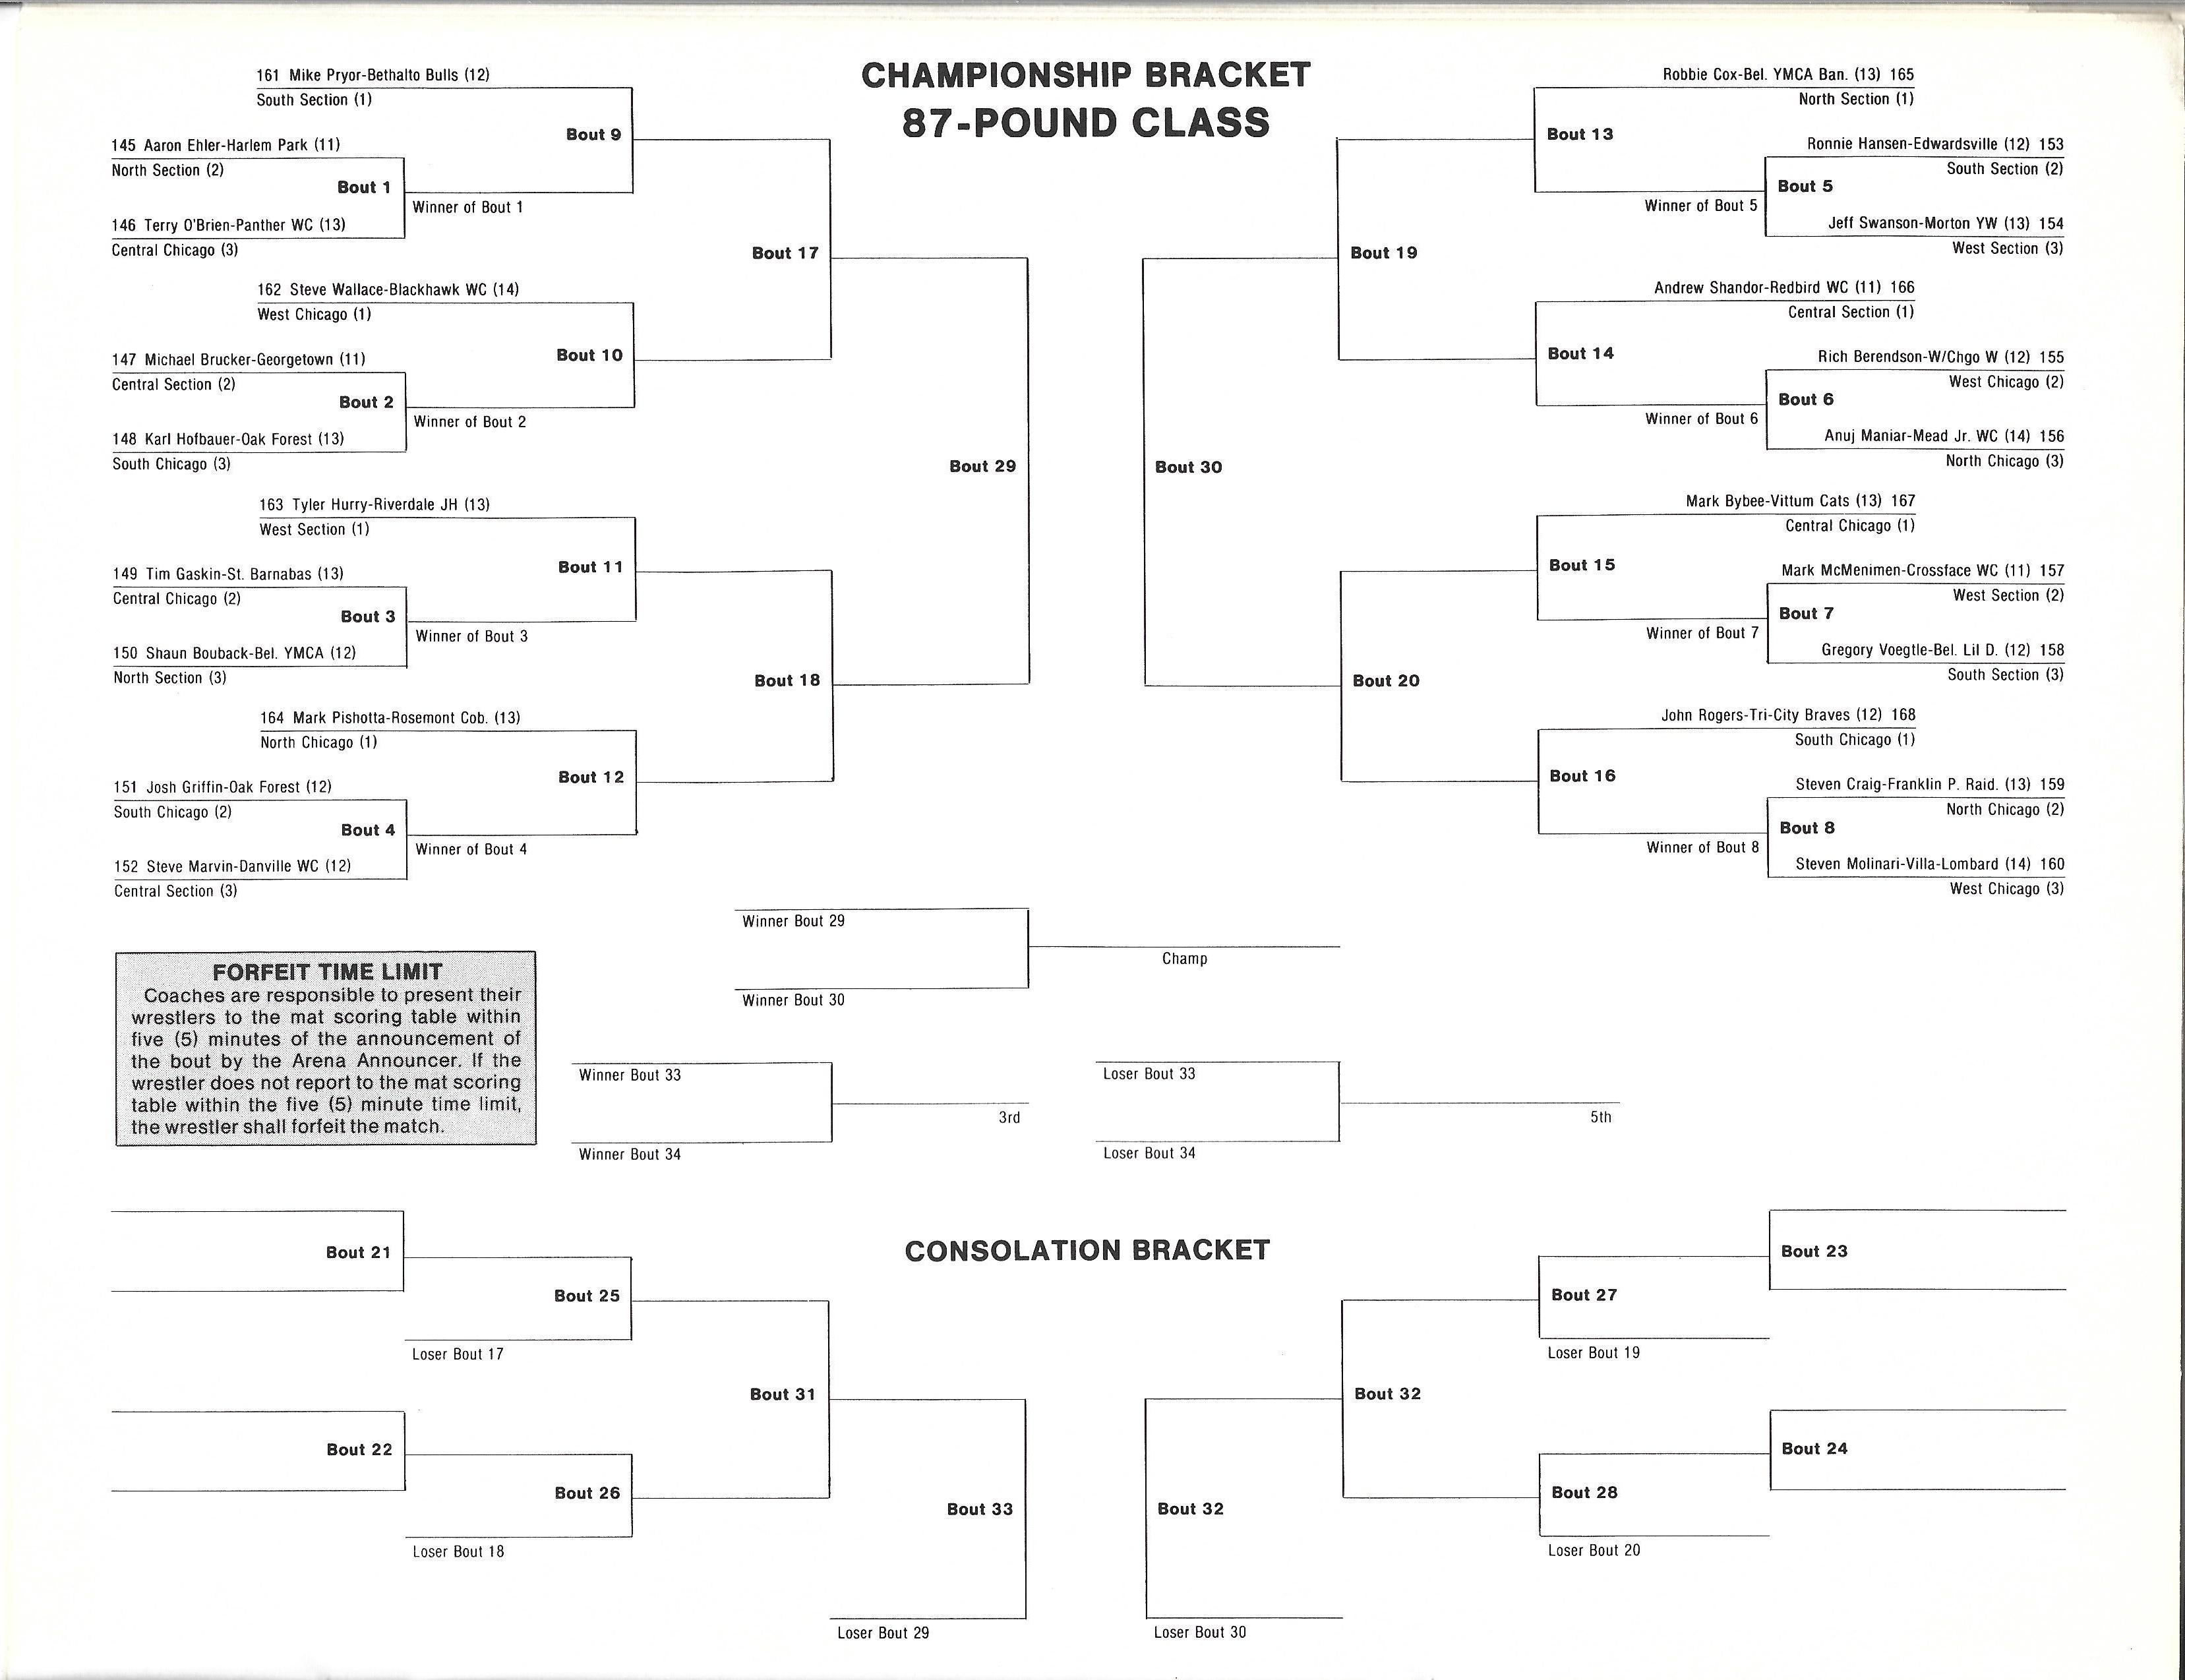 CHAMPIONSHIP BRACKET
87-POUND CLASS
161 Mike Pryor-Bethalto Bulls (12)
South Section (1)
Bout 9
145 Aaron Ehler-Harlem Park (11)
North Section (2)
Bout 1
Winner of Bout 1
146 Terry O'Brien-Panther WC (13)
Central Chicago (3)
Bout 17
162 Steve Wallace-Blackhawk WC (14)
West Chicago (1)
Bout 10
147 Michael Brucker-Georgetown (11)
Central Section (2)
Bout 2
Winner of Bout 2
148 Karl Hofbauer-Oak Forest (13)
South Chicago (3)
Bout 29
163 Tyler Hurry-Riverdale JH (13)
West Section (1)
Bout 11
149 Tim Gaskin-St. Barnabas (13)
Central Chicago (2)
Bout 3
Winner of Bout 3
150 Shaun Bouback-Bel. YMCA (12)
North Section (3)
Bout 18
164 Mark Pishotta-Rosemont Cob. (13)
North Chicago (1)
Bout 12
151 Josh Griffin-Oak Forest (12)
South Chicago (2)
Bout 4
Winner of Bout 4
152 Steve Marvin-Danville WC (12)
Central Section (3)
Robbie Cox-Bel. YMCA Ban. (13) 165
North Section (1)
Bout 13
Ronnie Hansen-Edwardsville (12) 153
South Section (2)
Bout 5
Winner of Bout 5
Jeff Swanson-Morton YW (13) 154
West Section (3)
Bout 19
Andrew Shandor-Redbird WC (11) 166
Central Section (1)
Bout 14
Rich Berendson-W/Chgo W (12) 155
West Chicago (2)
Bout 6
Winner of Bout 6
Anuj Maniar-Mead Jr. WC (14) 156
North Chicago (3)
Bout 30
Mark Bybee-Vittum Cats (13) 167
Central Chicago (1)
Bout 15
Mark McMenimen-Crossface WC (11) 157
West Section (2)
Bout 7
Winner of Bout 7
Gregory Voegtle-Bel. Lil D. (12) 158
South Section (3)
Bout 20
John Rogers-Tri-City Braves (12) 168
South Chicago (1)
Bout 16
Steven Craig-Franklin P. Raid. (13) 159
North Chicago (2)
Bout 8
Winner of Bout 8
Steven Molinari-Villa-Lombard (14) 160
West Chicago (3)
Winner Bout 29
Champ
Winner Bout 30
FORFEIT TIME LIMIT
Coaches are responsible to present their
wrestlers to the mat scoring table within
five (5) minutes of the announcement of
the bout by the Arena Announcer. If the
wrestler does not report to the mat scoring
table within the five (5) minute time limit,
the wrestler shall forfeit the match.
Winner Bout 33
3rd
Winner Bout 34
Loser Bout 33
5th
Loser Bout 34
CONSOLATION BRACKET
Bout 21
Bout 25
Loser Bout 17
Bout 31
Bout 22
Bout 26
Loser Bout 18
Bout 33
Loser Bout 29
Bout 23
Bout 27
Loser Bout 19
Bout 32
Bout 24
Bout 28
Loser Bout 20
Bout 32
Loser Bout 30